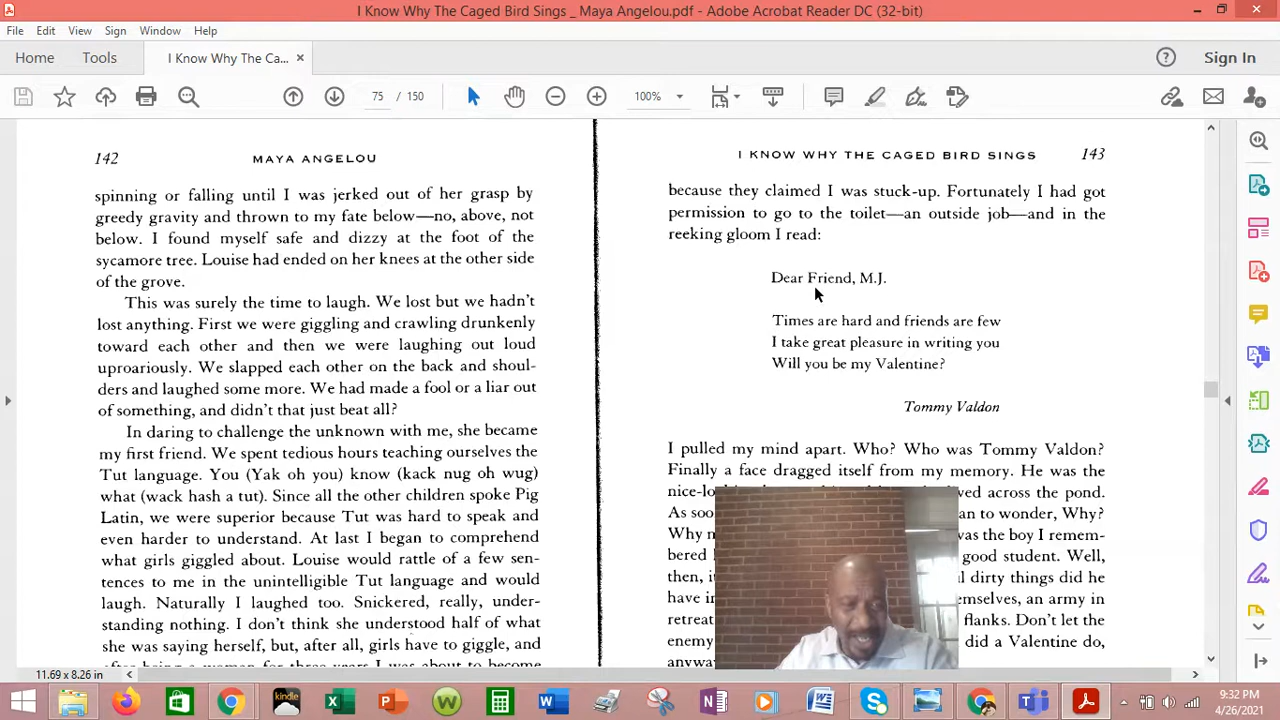 I Know Why The Caged Bird Sings _ Maya Angelou.pdf - Adobe Acrobat Reader DC (32-bit)
File Edit View Sign Window Help
Home Tools I Know Why The Ca... × Sign In
75 / 150 100%
142 MAYA ANGELOU
spinning or falling until I was jerked out of her grasp by
greedy gravity and thrown to my fate below—no, above, not
below. I found myself safe and dizzy at the foot of the
sycamore tree. Louise had ended on her knees at the other side
of the grove.
This was surely the time to laugh. We lost but we hadn't
lost anything. First we were giggling and crawling drunkenly
toward each other and then we were laughing out loud
uproariously. We slapped each other on the back and shoul-
ders and laughed some more. We had made a fool or a liar out
of something, and didn't that just beat all?
In daring to challenge the unknown with me, she became
my first friend. We spent tedious hours teaching ourselves the
Tut language. You (Yak oh you) know (kack nug oh wug)
what (wack hash a tut). Since all the other children spoke Pig
Latin, we were superior because Tut was hard to speak and
even harder to understand. At last I began to comprehend
what girls giggled about. Louise would rattle of a few sen-
tences to me in the unintelligible Tut language and would
laugh. Naturally I laughed too. Snickered, really, under-
standing nothing. I don't think she understood half of what
she was saying herself, but, after all, girls have to giggle, and
after being a woman for three years I was about to become
I KNOW WHY THE CAGED BIRD SINGS 143
because they claimed I was stuck-up. Fortunately I had got
permission to go to the toilet—an outside job—and in the
reeking gloom I read:
Dear Friend, M.J.
Times are hard and friends are few
I take great pleasure in writing you
Will you be my Valentine?
Tommy Valdon
I pulled my mind apart. Who? Who was Tommy Valdon?
Finally a face dragged itself from my memory. He was the
across the pond.
As soo an to wonder, Why?
Why was the boy I remem-
bered good student. Well,
then, dirty things did he
have emselves, an army in
retreat flanks. Don't let the
enemy did a Valentine do,
anyway
11.69 x 8.26 in
9:32 PM
4/26/2021